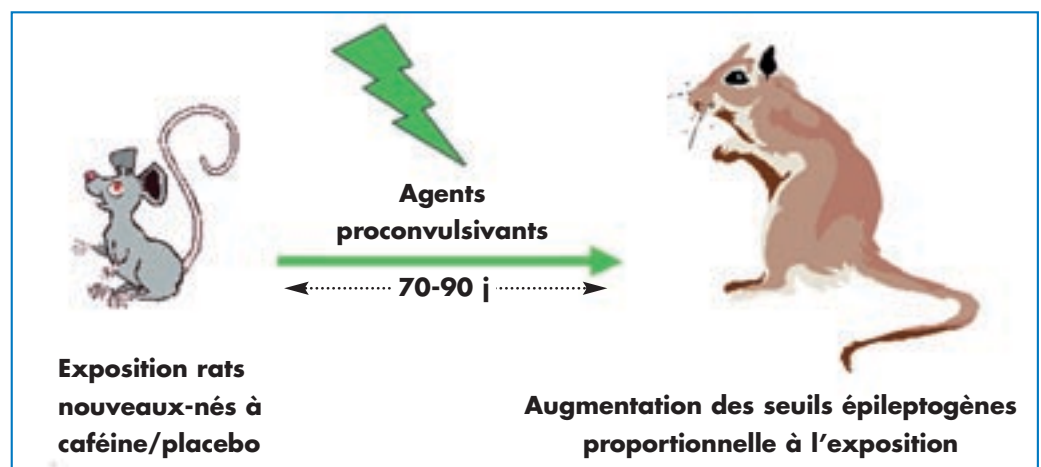 Agents
proconvulsivants
70-90 j
Exposition rats
nouveaux-nés à
caféine/placebo
Augmentation des seuils épileptogènes
proportionnelle à l'exposition